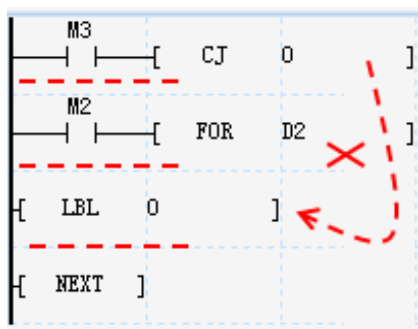 M3
[ CJ 0 ]
M2
[ FOR D2 ]
[ LBL 0 ]
[ NEXT ]